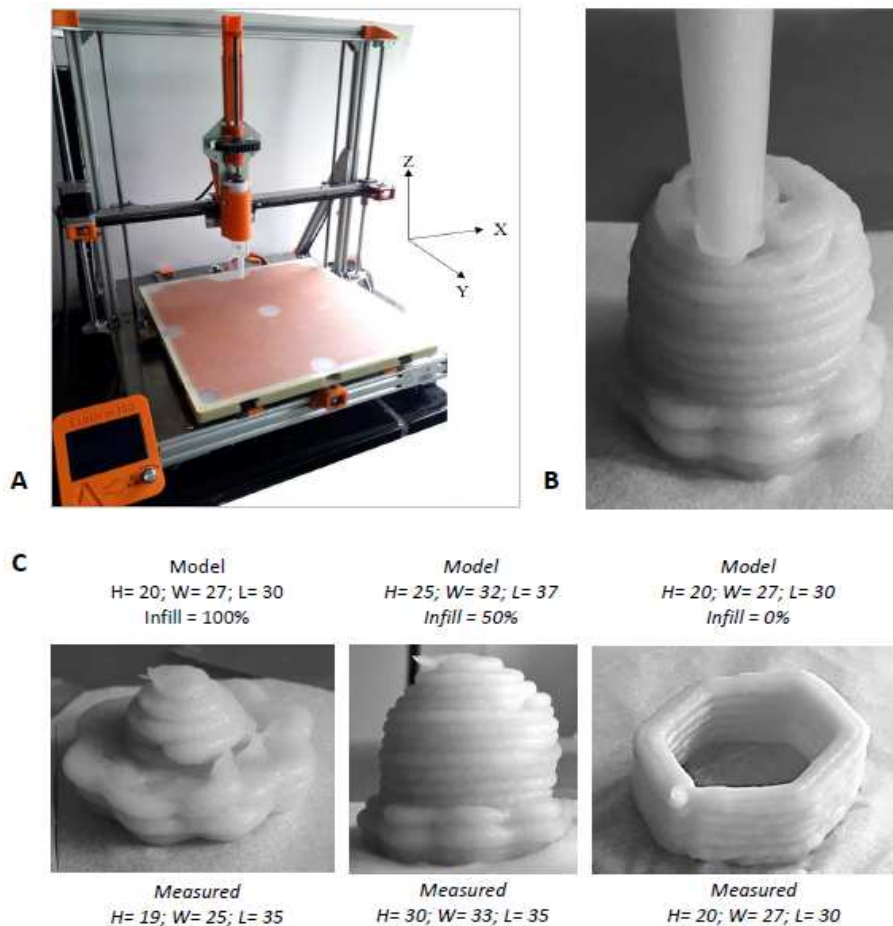 Z
X
Y
A
B
C
Model
H= 20; W= 27; L= 30
Infill = 100%
Model
H= 25; W= 32; L= 37
Infill = 50%
Model
H= 20; W= 27; L= 30
Infill = 0%
Measured
H= 19; W= 25; L= 35
Measured
H= 30; W= 33; L= 35
Measured
H= 20; W= 27; L= 30